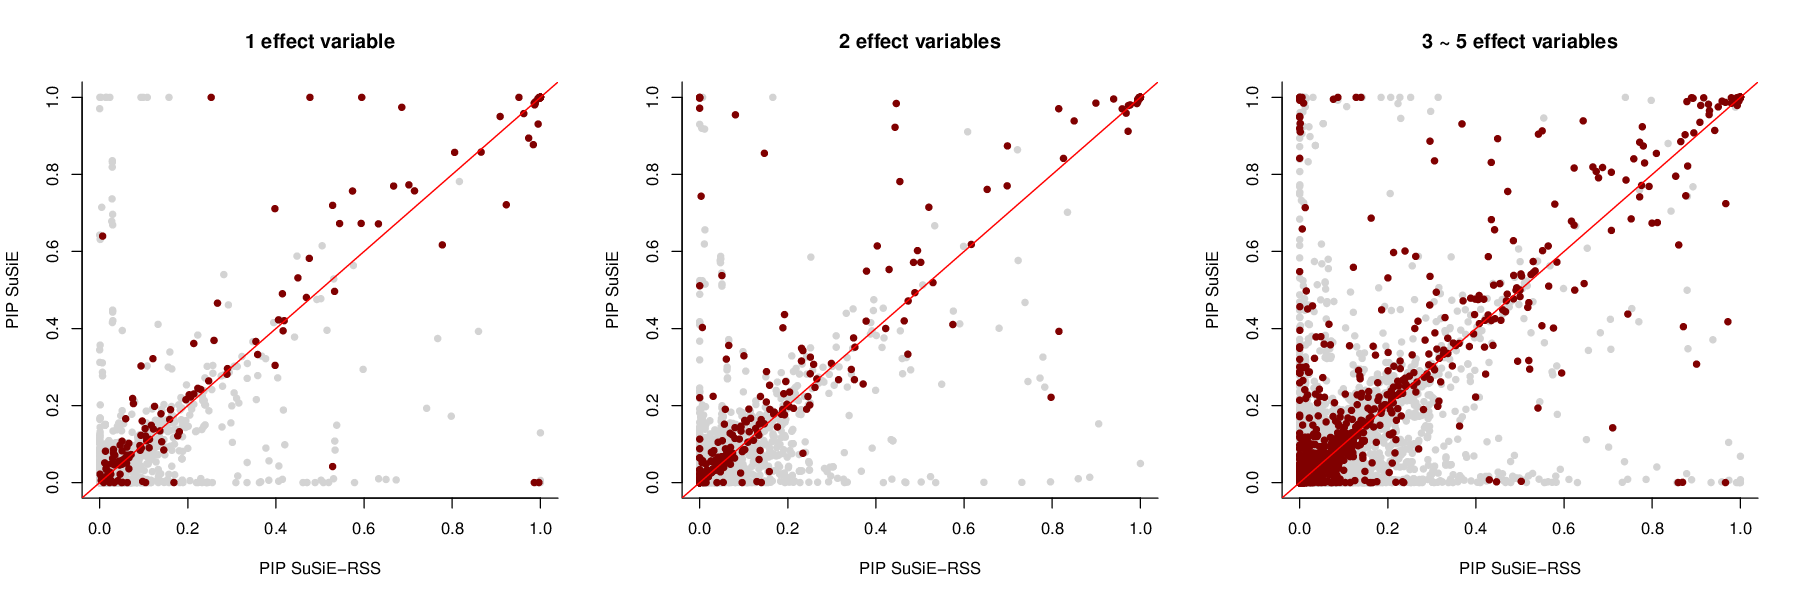 1 effect variable
PIP SuSiE
1.0
0.8
0.6
0.4
0.2
0.0
0.0 0.2 0.4 0.6 0.8 1.0
PIP SuSiE−RSS
2 effect variables
PIP SuSiE
1.0
0.8
0.6
0.4
0.2
0.0
0.0 0.2 0.4 0.6 0.8 1.0
PIP SuSiE−RSS
3 ~ 5 effect variables
PIP SuSiE
1.0
0.8
0.6
0.4
0.2
0.0
0.0 0.2 0.4 0.6 0.8 1.0
PIP SuSiE−RSS